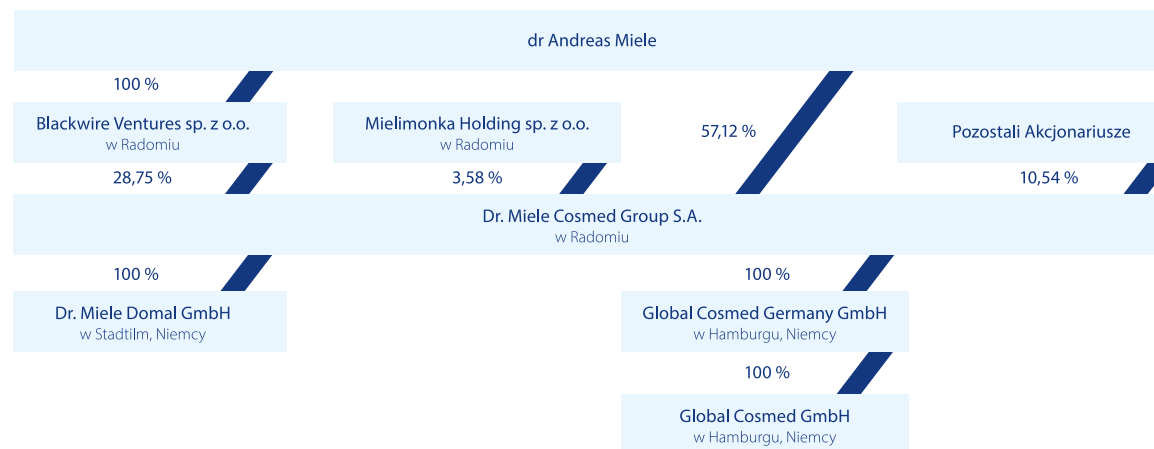 dr Andreas Miele
100 %
Blackwire Ventures sp. z o.o.
w Radomiu
Mielimonka Holding sp. z o.o.
w Radomiu
57,12 %
Pozostali Akcjonariusze
28,75 %
3,58 %
10,54 %
Dr. Miele Cosmed Group S.A.
w Radomiu
100 %
100 %
Dr. Miele Domal GmbH
w Stadtilm, Niemcy
Global Cosmed Germany GmbH
w Hamburgu, Niemcy
100 %
Global Cosmed GmbH
w Hamburgu, Niemcy